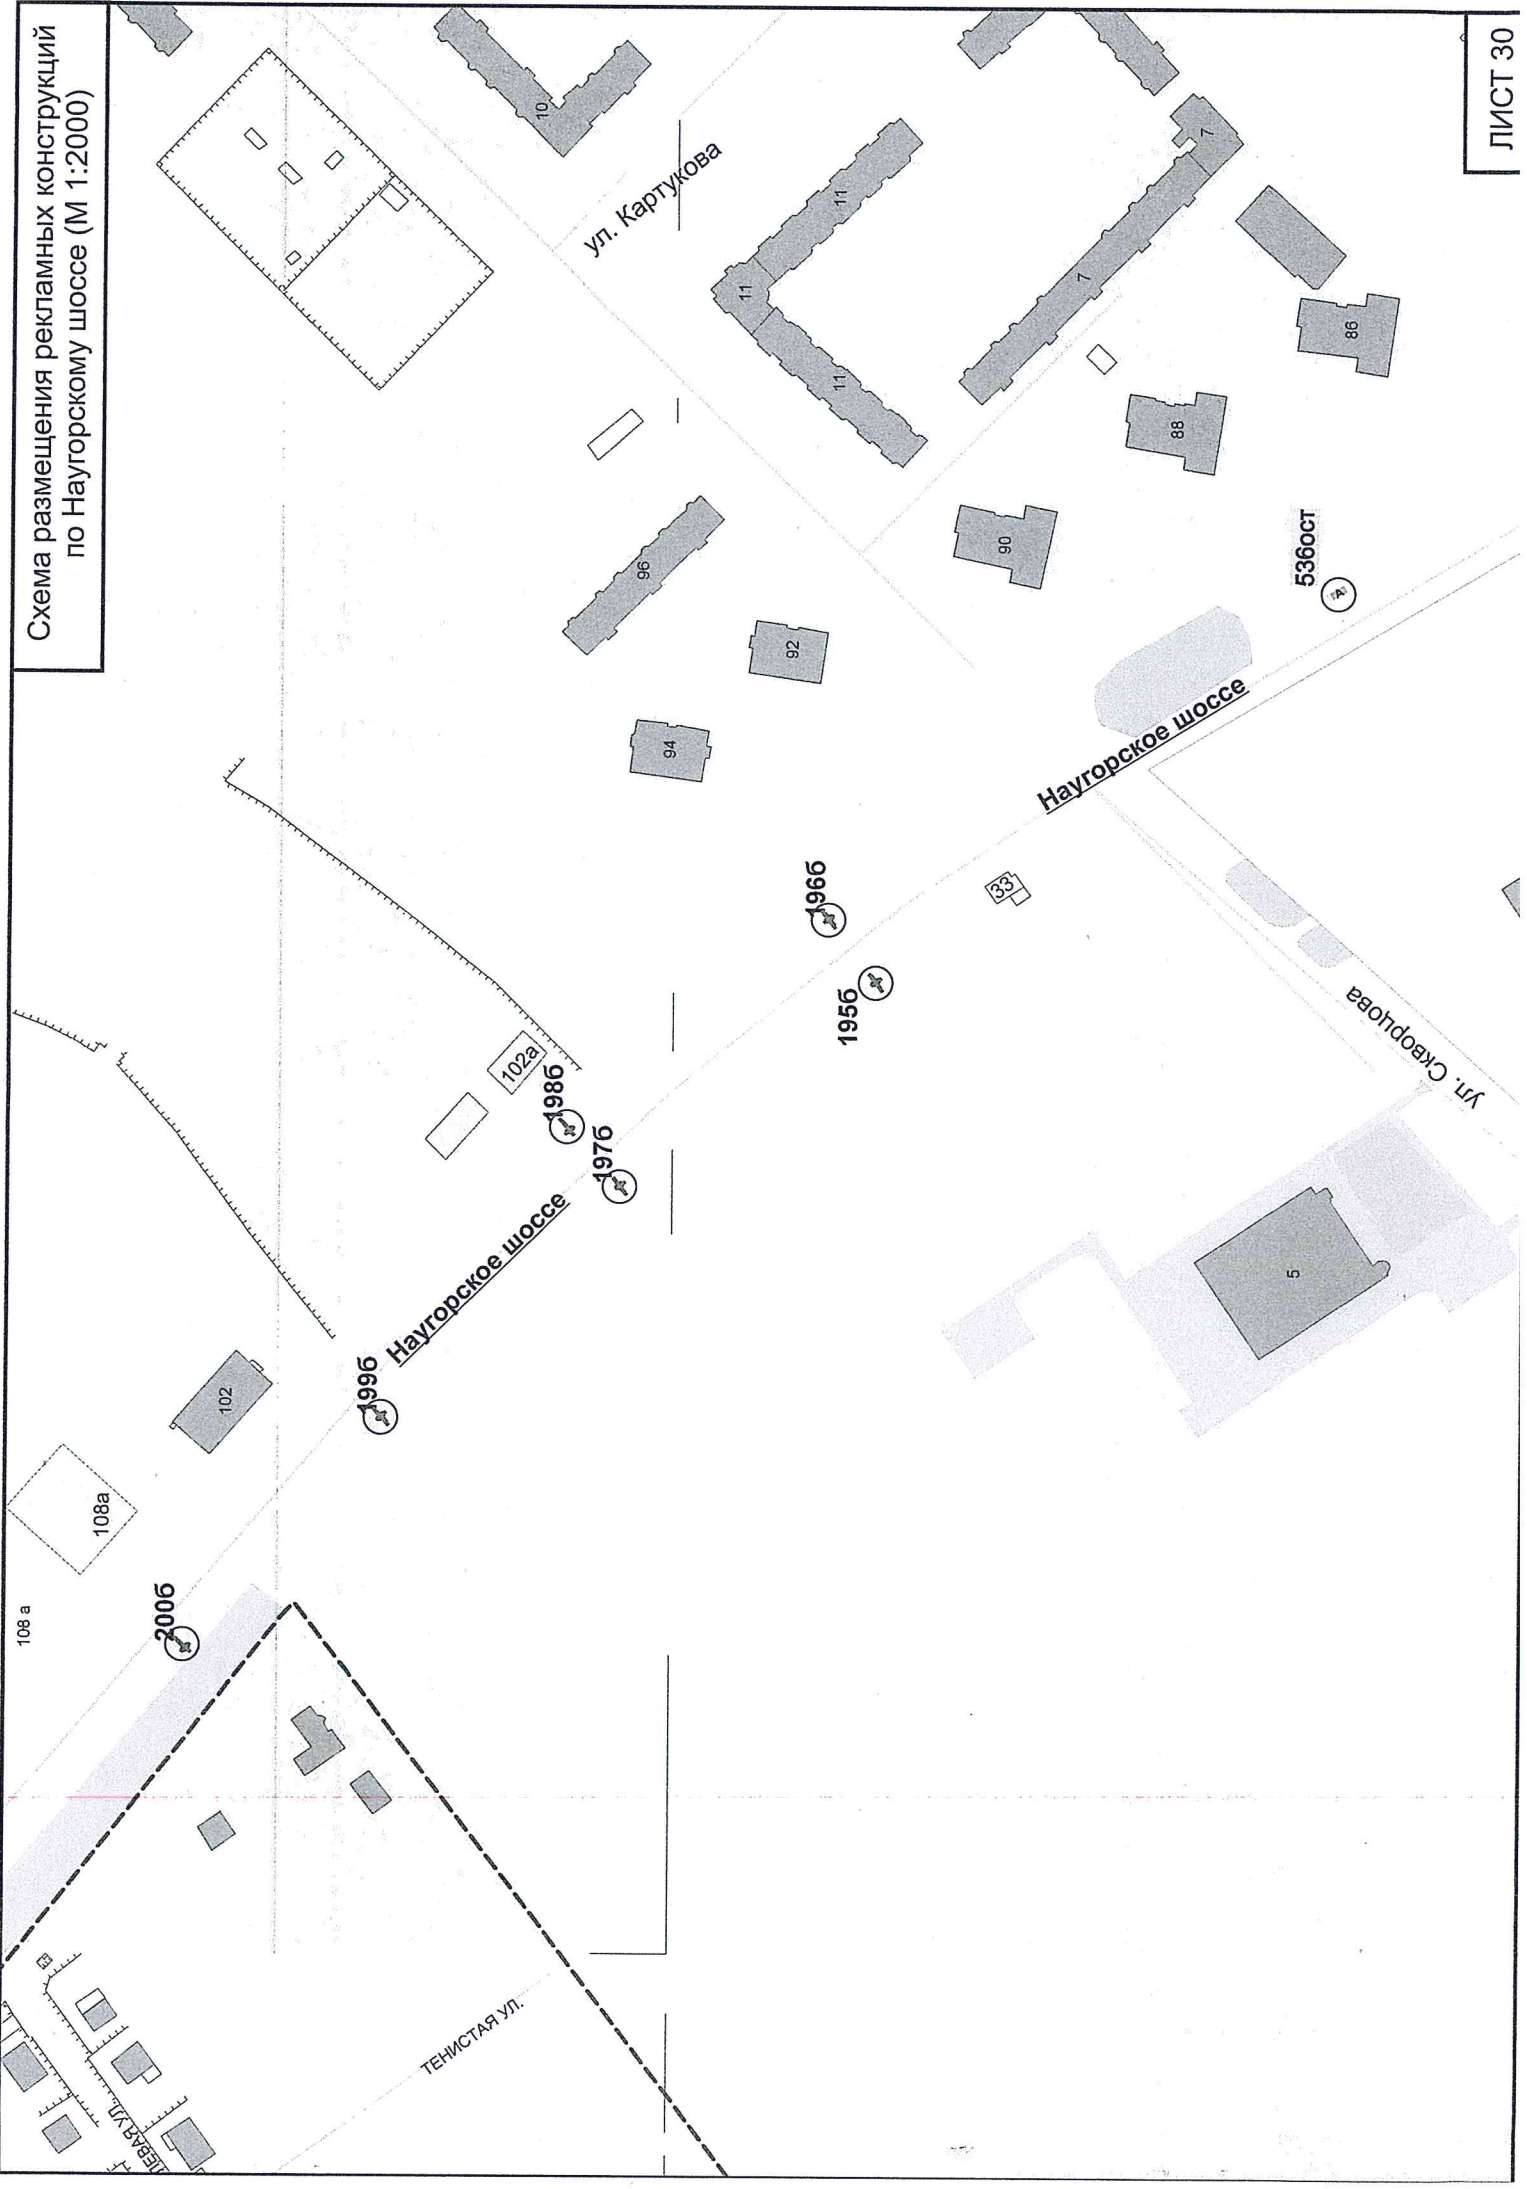 Схема размещения рекламных конструкций
по Наугорскому шоссе (М 1:2000)
108 а
108а
200б
102
199б
Наугорское шоссе
ЛЕВАЯ УЛ.
ТЕНИСТАЯ УЛ.
102а
198б
197б
10
ул. Картукова
96
94
92
11
11
11
196б
195б
33
90
88
86
7
7
Наугорское шоссе
536ост
"А"
5
ул. Скворцова
ЛИСТ 30